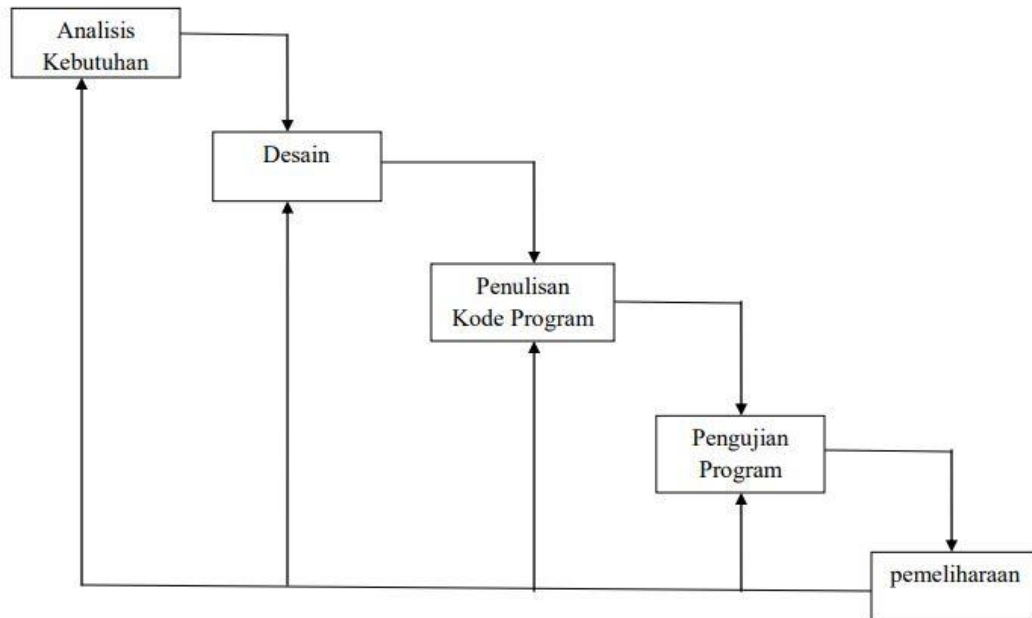 Analisis
Kebutuhan
Desain
Penulisan
Kode Program
Pengujian
Program
pemeliharaan